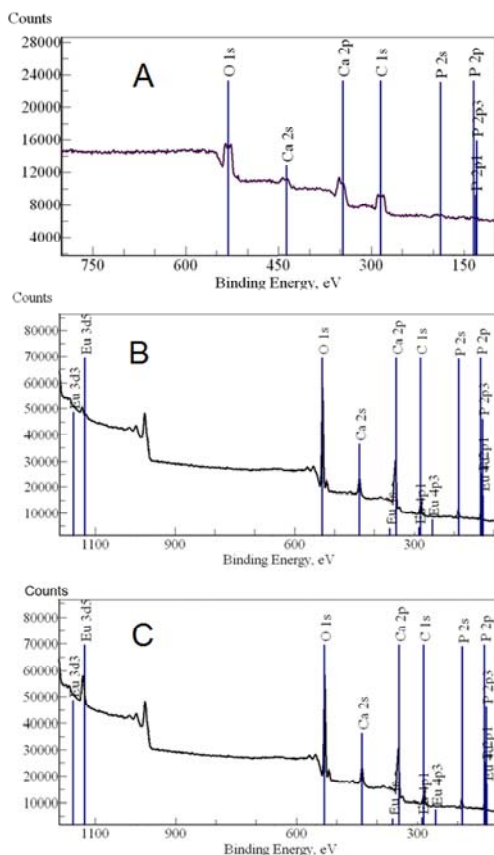 Counts
28000
24000
20000
16000
12000
8000
4000
A
O 1s
Ca 2s
Ca 2p
C 1s
P 2s
P 2p
P 2p3
P 2p1
750
600
450
300
150
Binding Energy, eV
Counts
80000
70000
60000
50000
40000
30000
20000
10000
B
Eu 3d3
Eu 3d5
O 1s
Ca 2s
Ca 2p
C 1s
Eu 4p1
Eu 4p3
P 2s
P 2p
P 2p3
1100
900
600
300
Binding Energy, eV
Counts
80000
70000
60000
50000
40000
30000
20000
10000
C
Eu 3d3
Eu 3d5
O 1s
Ca 2s
Ca 2p
C 1s
Eu 4p1
Eu 4p3
P 2s
P 2p
P 2p3
1100
900
600
300
Binding Energy, eV